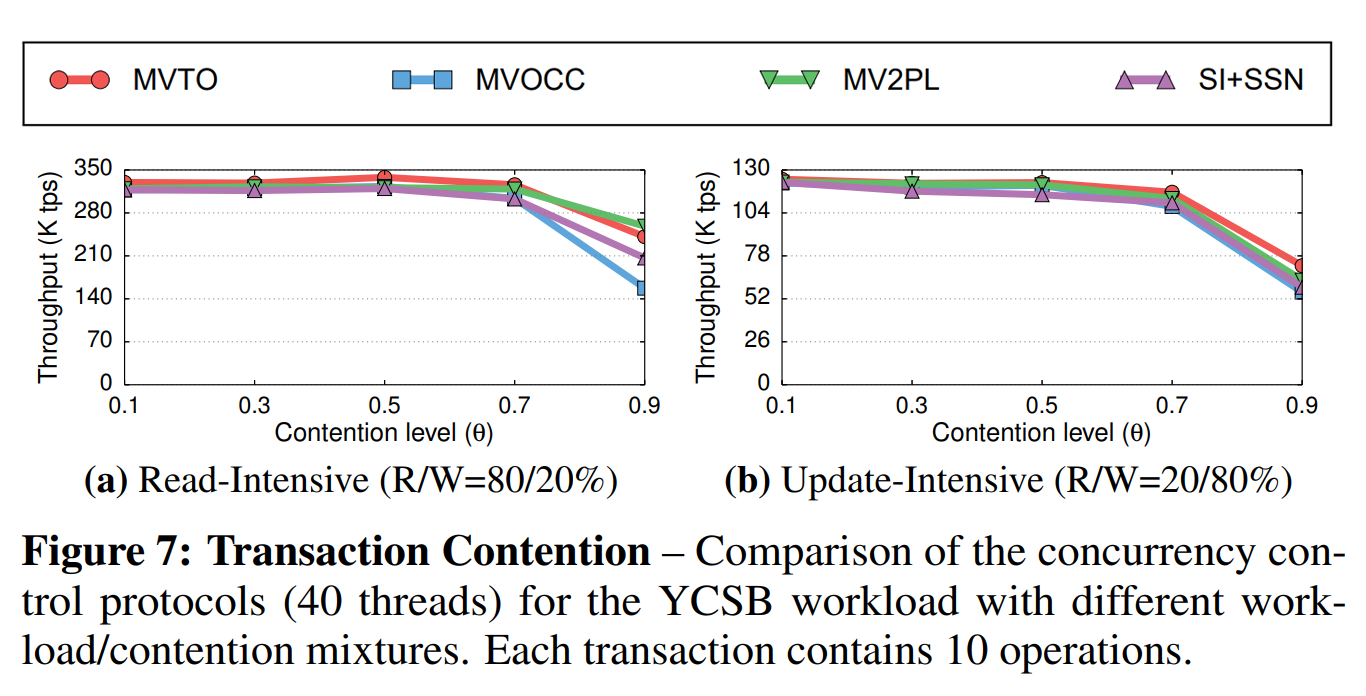 MVTO MVOCC MV2PL SI+SSN
Throughput (K tps)
350
280
210
140
70
0
0.1 0.3 0.5 0.7 0.9
Contention level (θ)
(a) Read-Intensive (R/W=80/20%)
Throughput (K tps)
130
104
78
52
26
0
0.1 0.3 0.5 0.7 0.9
Contention level (θ)
(b) Update-Intensive (R/W=20/80%)
Figure 7: Transaction Contention – Comparison of the concurrency con-
trol protocols (40 threads) for the YCSB workload with different work-
load/contention mixtures. Each transaction contains 10 operations.